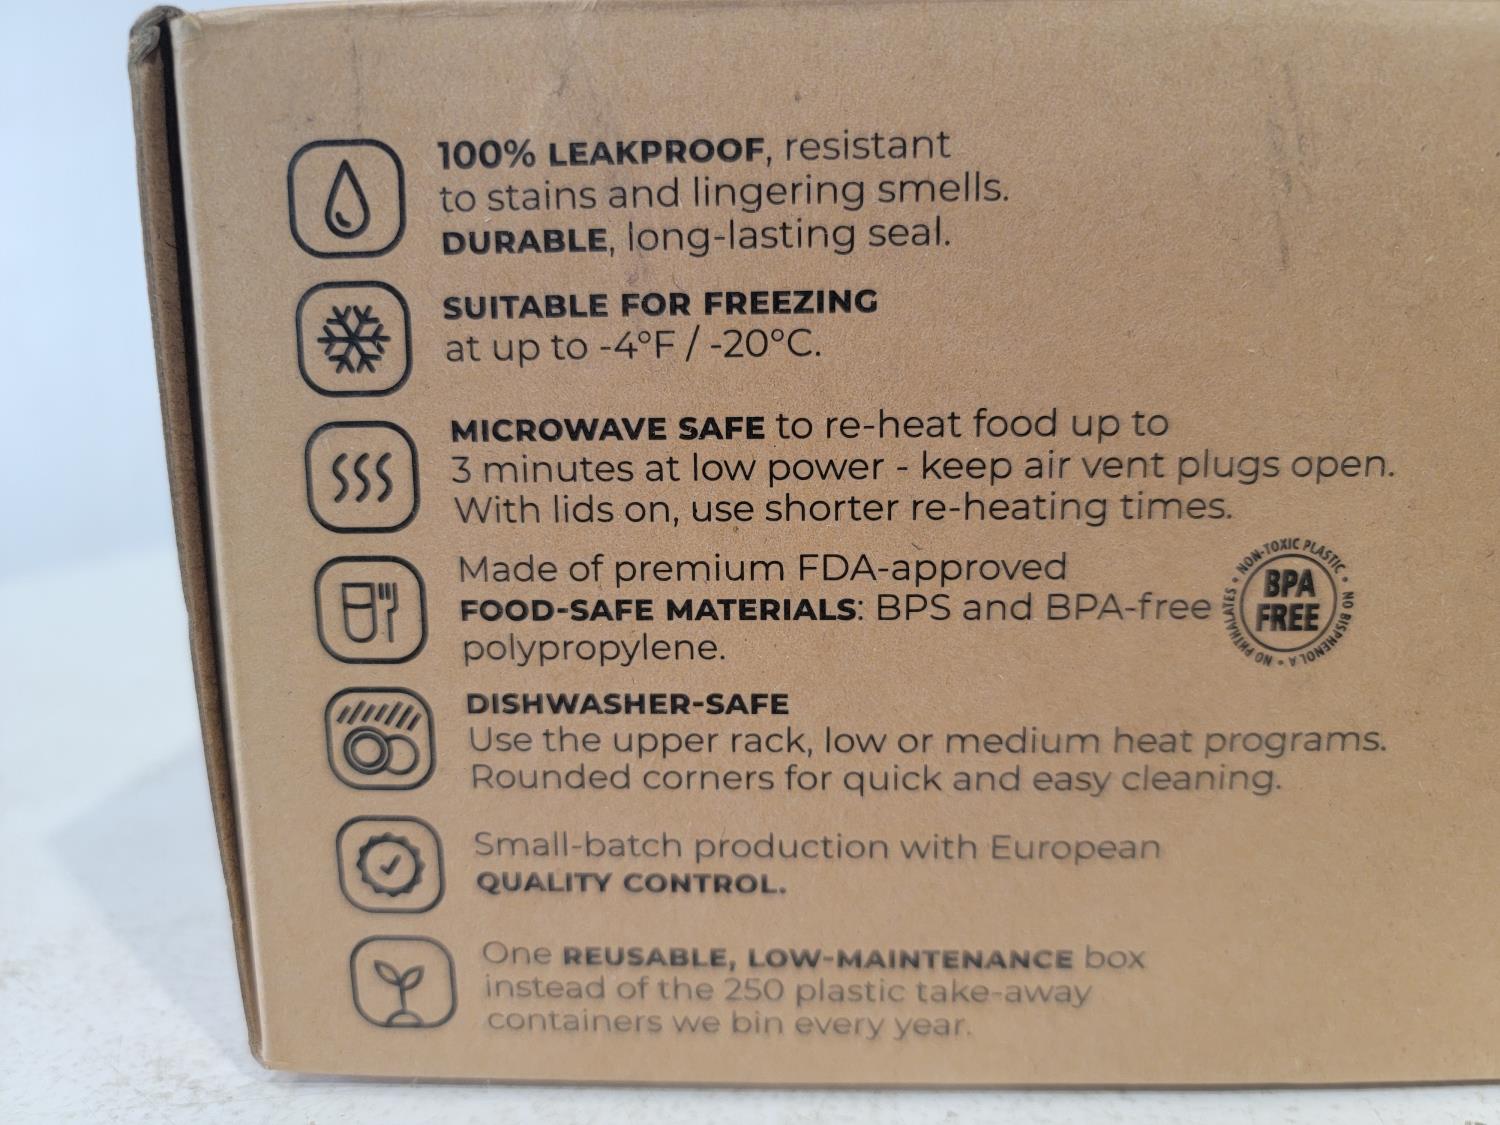 100% LEAKPROOF, resistant
to stains and lingering smells.
DURABLE, long-lasting seal.
SUITABLE FOR FREEZING
at up to -4°F / -20°C.
MICROWAVE SAFE to re-heat food up to
3 minutes at low power - keep air vent plugs open.
With lids on, use shorter re-heating times.
Made of premium FDA-approved
FOOD-SAFE MATERIALS: BPS and BPA-free
polypropylene.
NON-TOXIC PLASTIC • NO BISPHENOL A • NO PHTHALATES •
BPA
FREE
DISHWASHER-SAFE
Use the upper rack, low or medium heat programs.
Rounded corners for quick and easy cleaning.
Small-batch production with European
QUALITY CONTROL.
One REUSABLE, LOW-MAINTENANCE box
instead of the 250 plastic take-away
containers we bin every year.